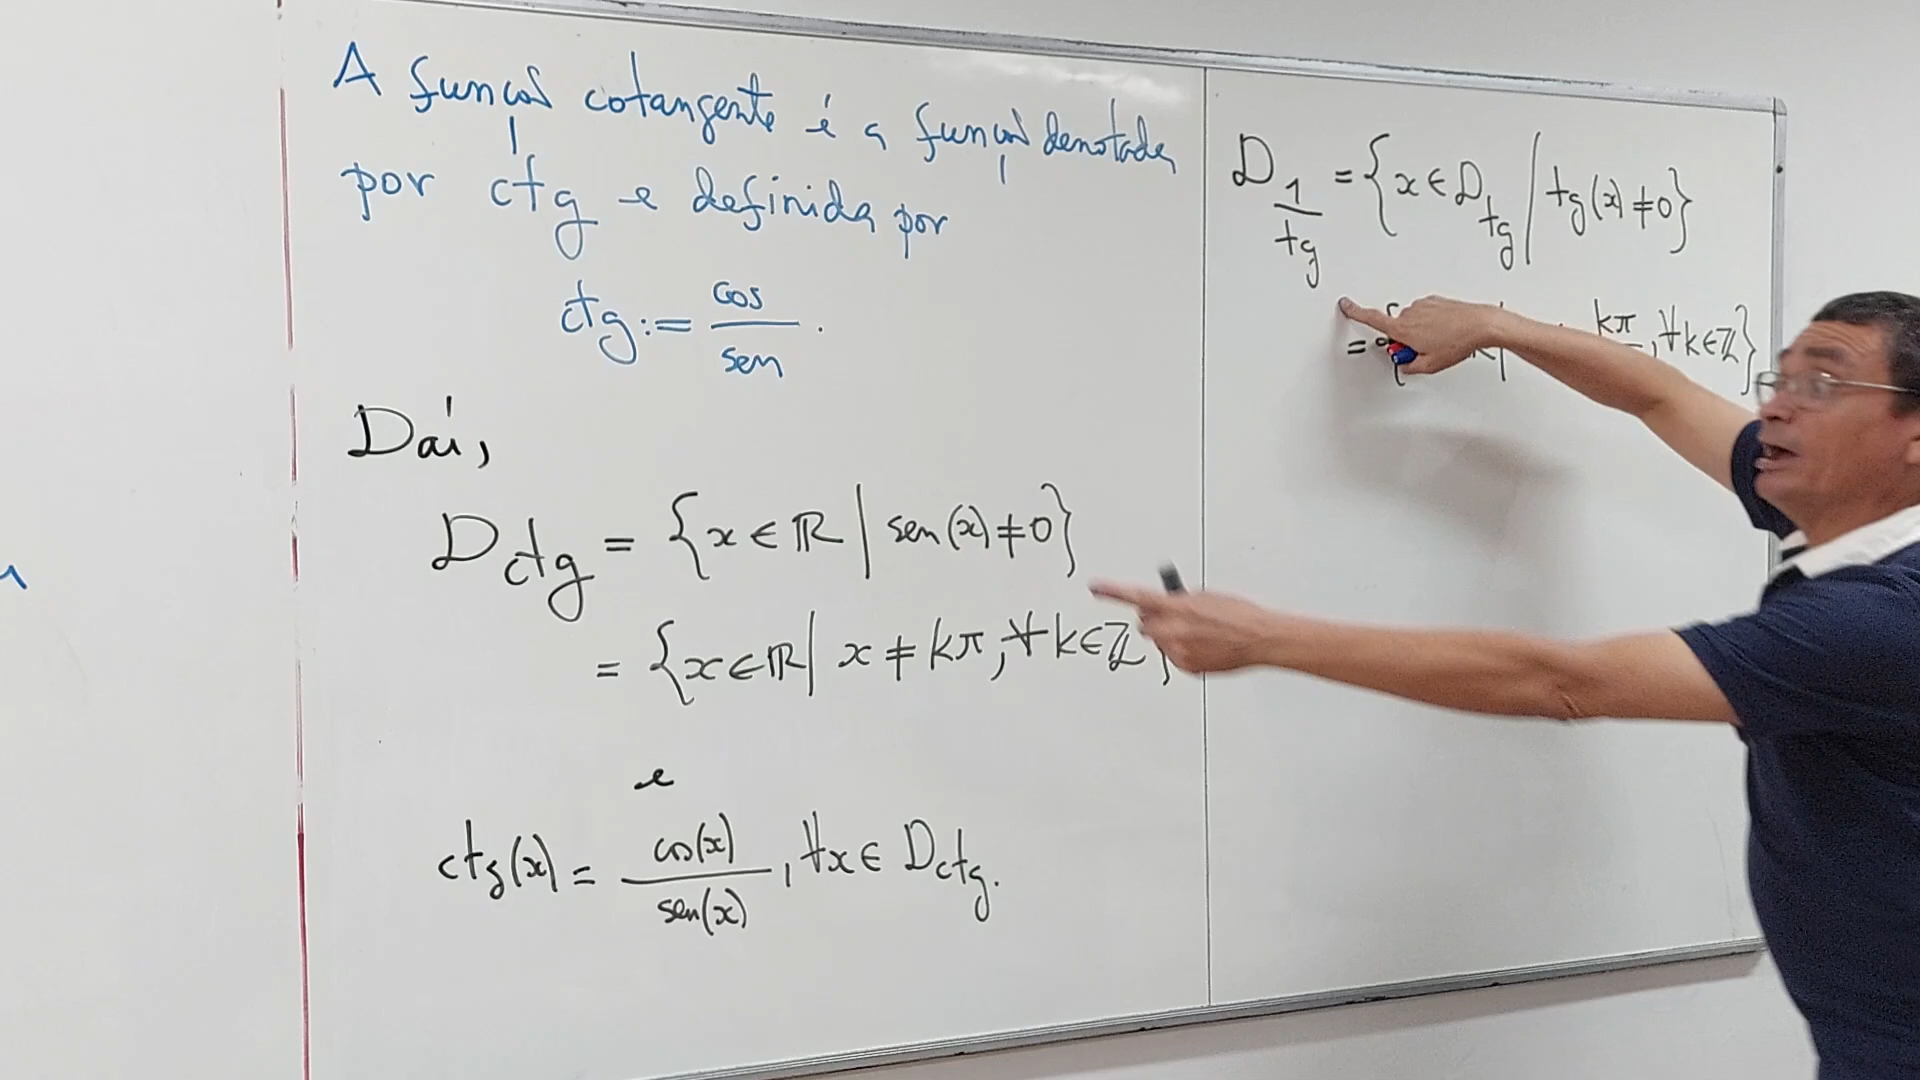 A função cotangente é a função denotada
por ctg e definida por
ctg := cos / sen .
Daí,
D_ctg = {x ∈ ℝ | sen(x) ≠ 0}
= {x ∈ ℝ | x ≠ kπ, ∀ k ∈ ℤ}
e
ctg(x) = cos(x) / sen(x) , ∀x ∈ D_ctg.
D_1/tg = {x ∈ D_tg / tg(x) ≠ 0}
= { | kπ , ∀k ∈ ℤ}